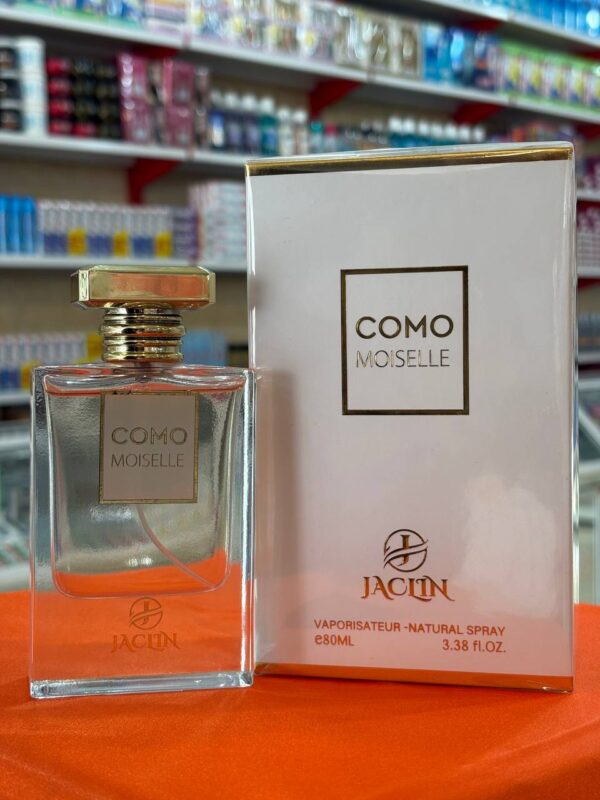 COMO
MOISELLE
JACLIN
COMO
MOISELLE
J
JACLIN
VAPORISATEUR -NATURAL SPRAY
e80ML 3.38 fl.OZ.